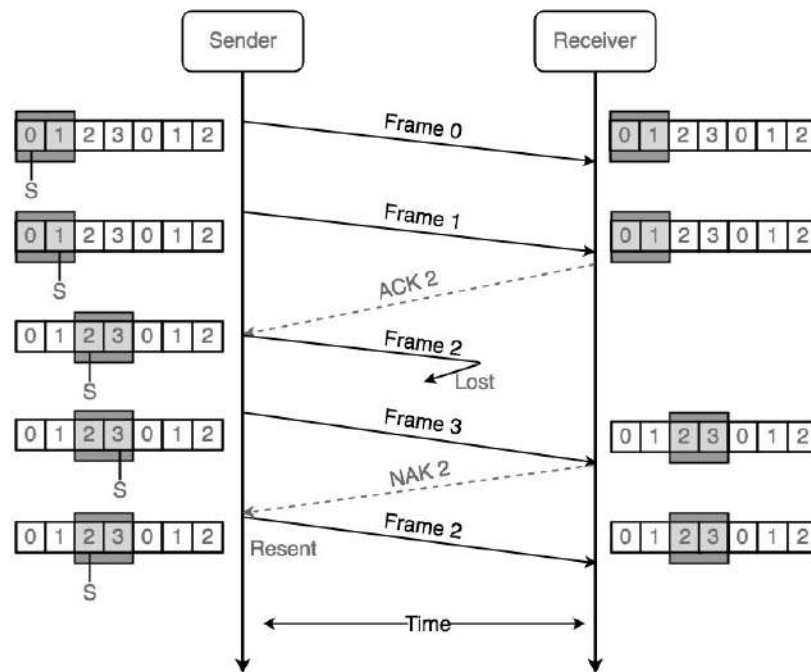 Sender
Receiver
0 1 2 3 0 1 2
Frame 0
0 1 2 3 0 1 2
S
0 1 2 3 0 1 2
Frame 1
0 1 2 3 0 1 2
S
ACK 2
0 1 2 3 0 1 2
Frame 2
S
Lost
0 1 2 3 0 1 2
Frame 3
0 1 2 3 0 1 2
S
NAK 2
0 1 2 3 0 1 2
Frame 2
0 1 2 3 0 1 2
Resent
S
Time